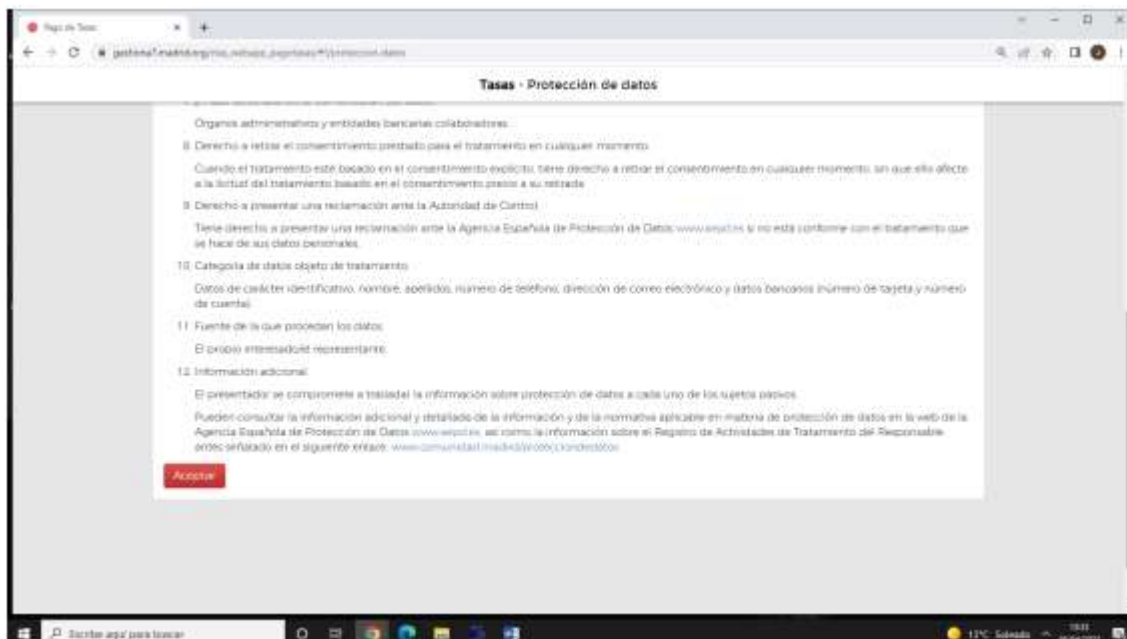 Pago de Tasas
Tasas - Protección de datos
Órganos administrativos y entidades bancarias colaboradoras.
8. Derecho a retirar el consentimiento prestado para el tratamiento en cualquier momento.
Cuando el tratamiento esté basado en el consentimiento explícito, tiene derecho a retirar el consentimiento en cualquier momento, sin que ello afecte
a la licitud del tratamiento basado en el consentimiento previo a su retirada.
9. Derecho a presentar una reclamación ante la Autoridad de Control.
Tiene derecho a presentar una reclamación ante la Agencia Española de Protección de Datos www.aepd.es si no está conforme con el tratamiento que
se hace de sus datos personales.
10. Categoría de datos objeto de tratamiento.
Datos de carácter identificativo, nombre, apellidos, número de teléfono, dirección de correo electrónico y datos bancarios (número de tarjeta y número
de cuenta).
11. Fuente de la que procedan los datos.
El propio interesado/el representante.
12. Información adicional.
El presentador se compromete a trasladar la información sobre protección de datos a cada uno de los sujetos pasivos.
Pueden consultar la información adicional y detallada de la información y de la normativa aplicable en materia de protección de datos en la web de la
Agencia Española de Protección de Datos www.aepd.es, así como la información sobre el Registro de Actividades de Tratamiento del Responsable
antes señalado en el siguiente enlace: www.comunidad.madrid/protecciondedatos
Aceptar
Escribe aquí para buscar
13°C Soleado